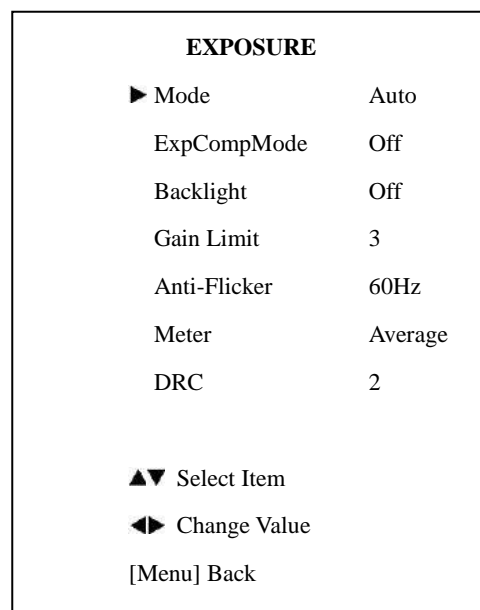 EXPOSURE
▶ Mode Auto
ExpCompMode Off
Backlight Off
Gain Limit 3
Anti-Flicker 60Hz
Meter Average
DRC 2
▲▼ Select Item
◀▶ Change Value
[Menu] Back